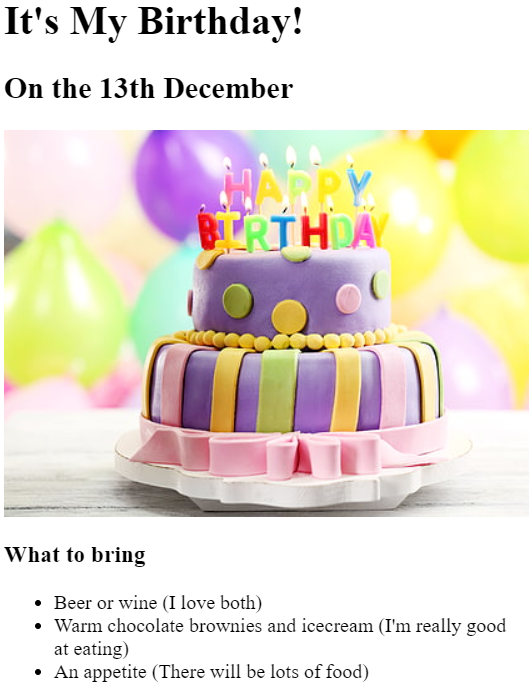 It's My Birthday!
On the 13th December
HAPPY
BIRTHDAY
What to bring
Beer or wine (I love both)
Warm chocolate brownies and icecream (I'm really good
at eating)
An appetite (There will be lots of food)